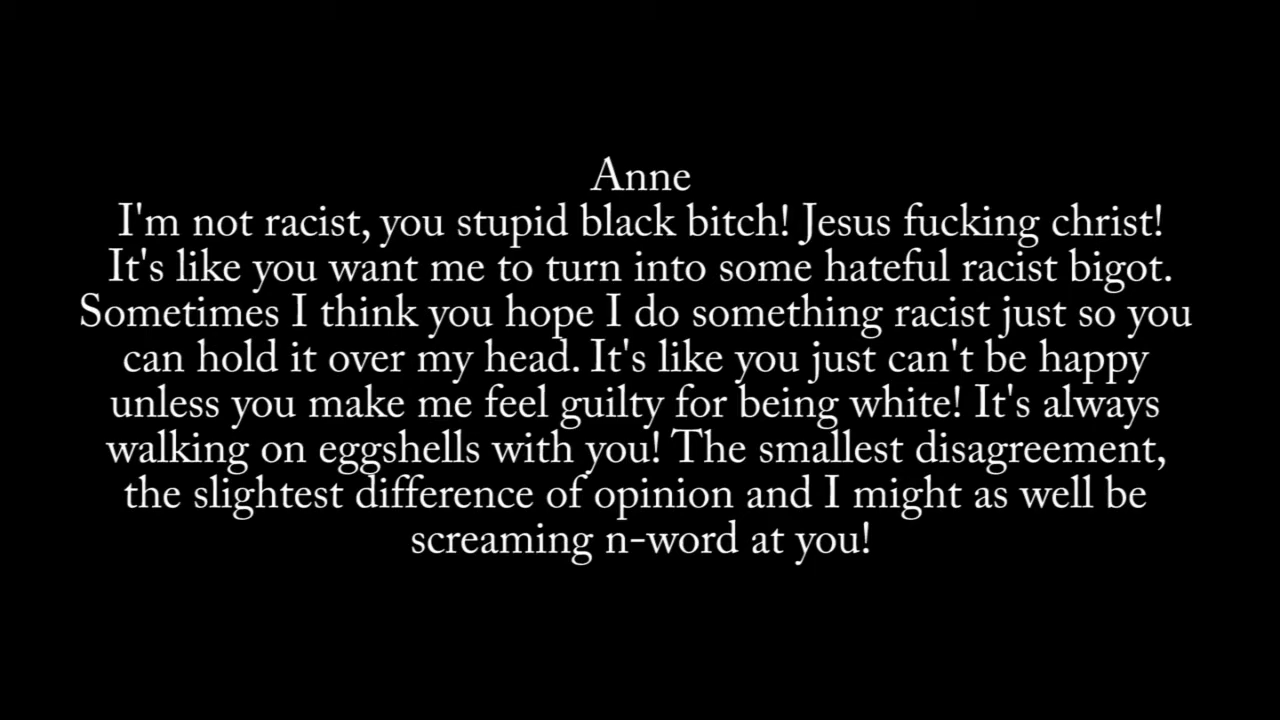 Anne
I'm not racist, you stupid black bitch! Jesus fucking christ!
It's like you want me to turn into some hateful racist bigot.
Sometimes I think you hope I do something racist just so you
can hold it over my head. It's like you just can't be happy
unless you make me feel guilty for being white! It's always
walking on eggshells with you! The smallest disagreement,
the slightest difference of opinion and I might as well be
screaming n-word at you!